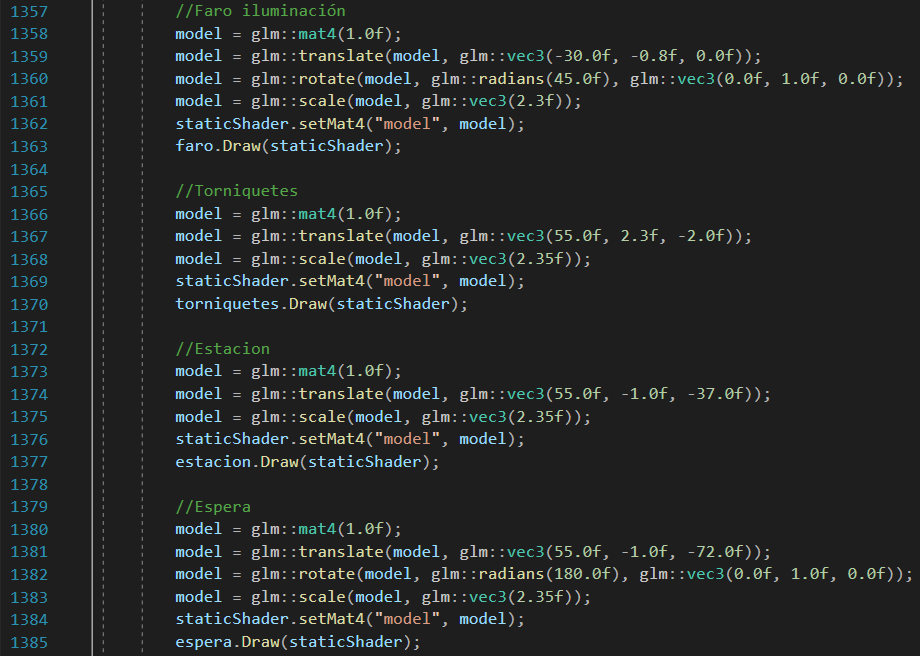 1357 //Faro iluminación
1358 model = glm::mat4(1.0f);
1359 model = glm::translate(model, glm::vec3(-30.0f, -0.8f, 0.0f));
1360 model = glm::rotate(model, glm::radians(45.0f), glm::vec3(0.0f, 1.0f, 0.0f));
1361 model = glm::scale(model, glm::vec3(2.3f));
1362 staticShader.setMat4("model", model);
1363 faro.Draw(staticShader);
1364
1365 //Torniquetes
1366 model = glm::mat4(1.0f);
1367 model = glm::translate(model, glm::vec3(55.0f, 2.3f, -2.0f));
1368 model = glm::scale(model, glm::vec3(2.35f));
1369 staticShader.setMat4("model", model);
1370 torniquetes.Draw(staticShader);
1371
1372 //Estacion
1373 model = glm::mat4(1.0f);
1374 model = glm::translate(model, glm::vec3(55.0f, -1.0f, -37.0f));
1375 model = glm::scale(model, glm::vec3(2.35f));
1376 staticShader.setMat4("model", model);
1377 estacion.Draw(staticShader);
1378
1379 //Espera
1380 model = glm::mat4(1.0f);
1381 model = glm::translate(model, glm::vec3(55.0f, -1.0f, -72.0f));
1382 model = glm::rotate(model, glm::radians(180.0f), glm::vec3(0.0f, 1.0f, 0.0f));
1383 model = glm::scale(model, glm::vec3(2.35f));
1384 staticShader.setMat4("model", model);
1385 espera.Draw(staticShader);